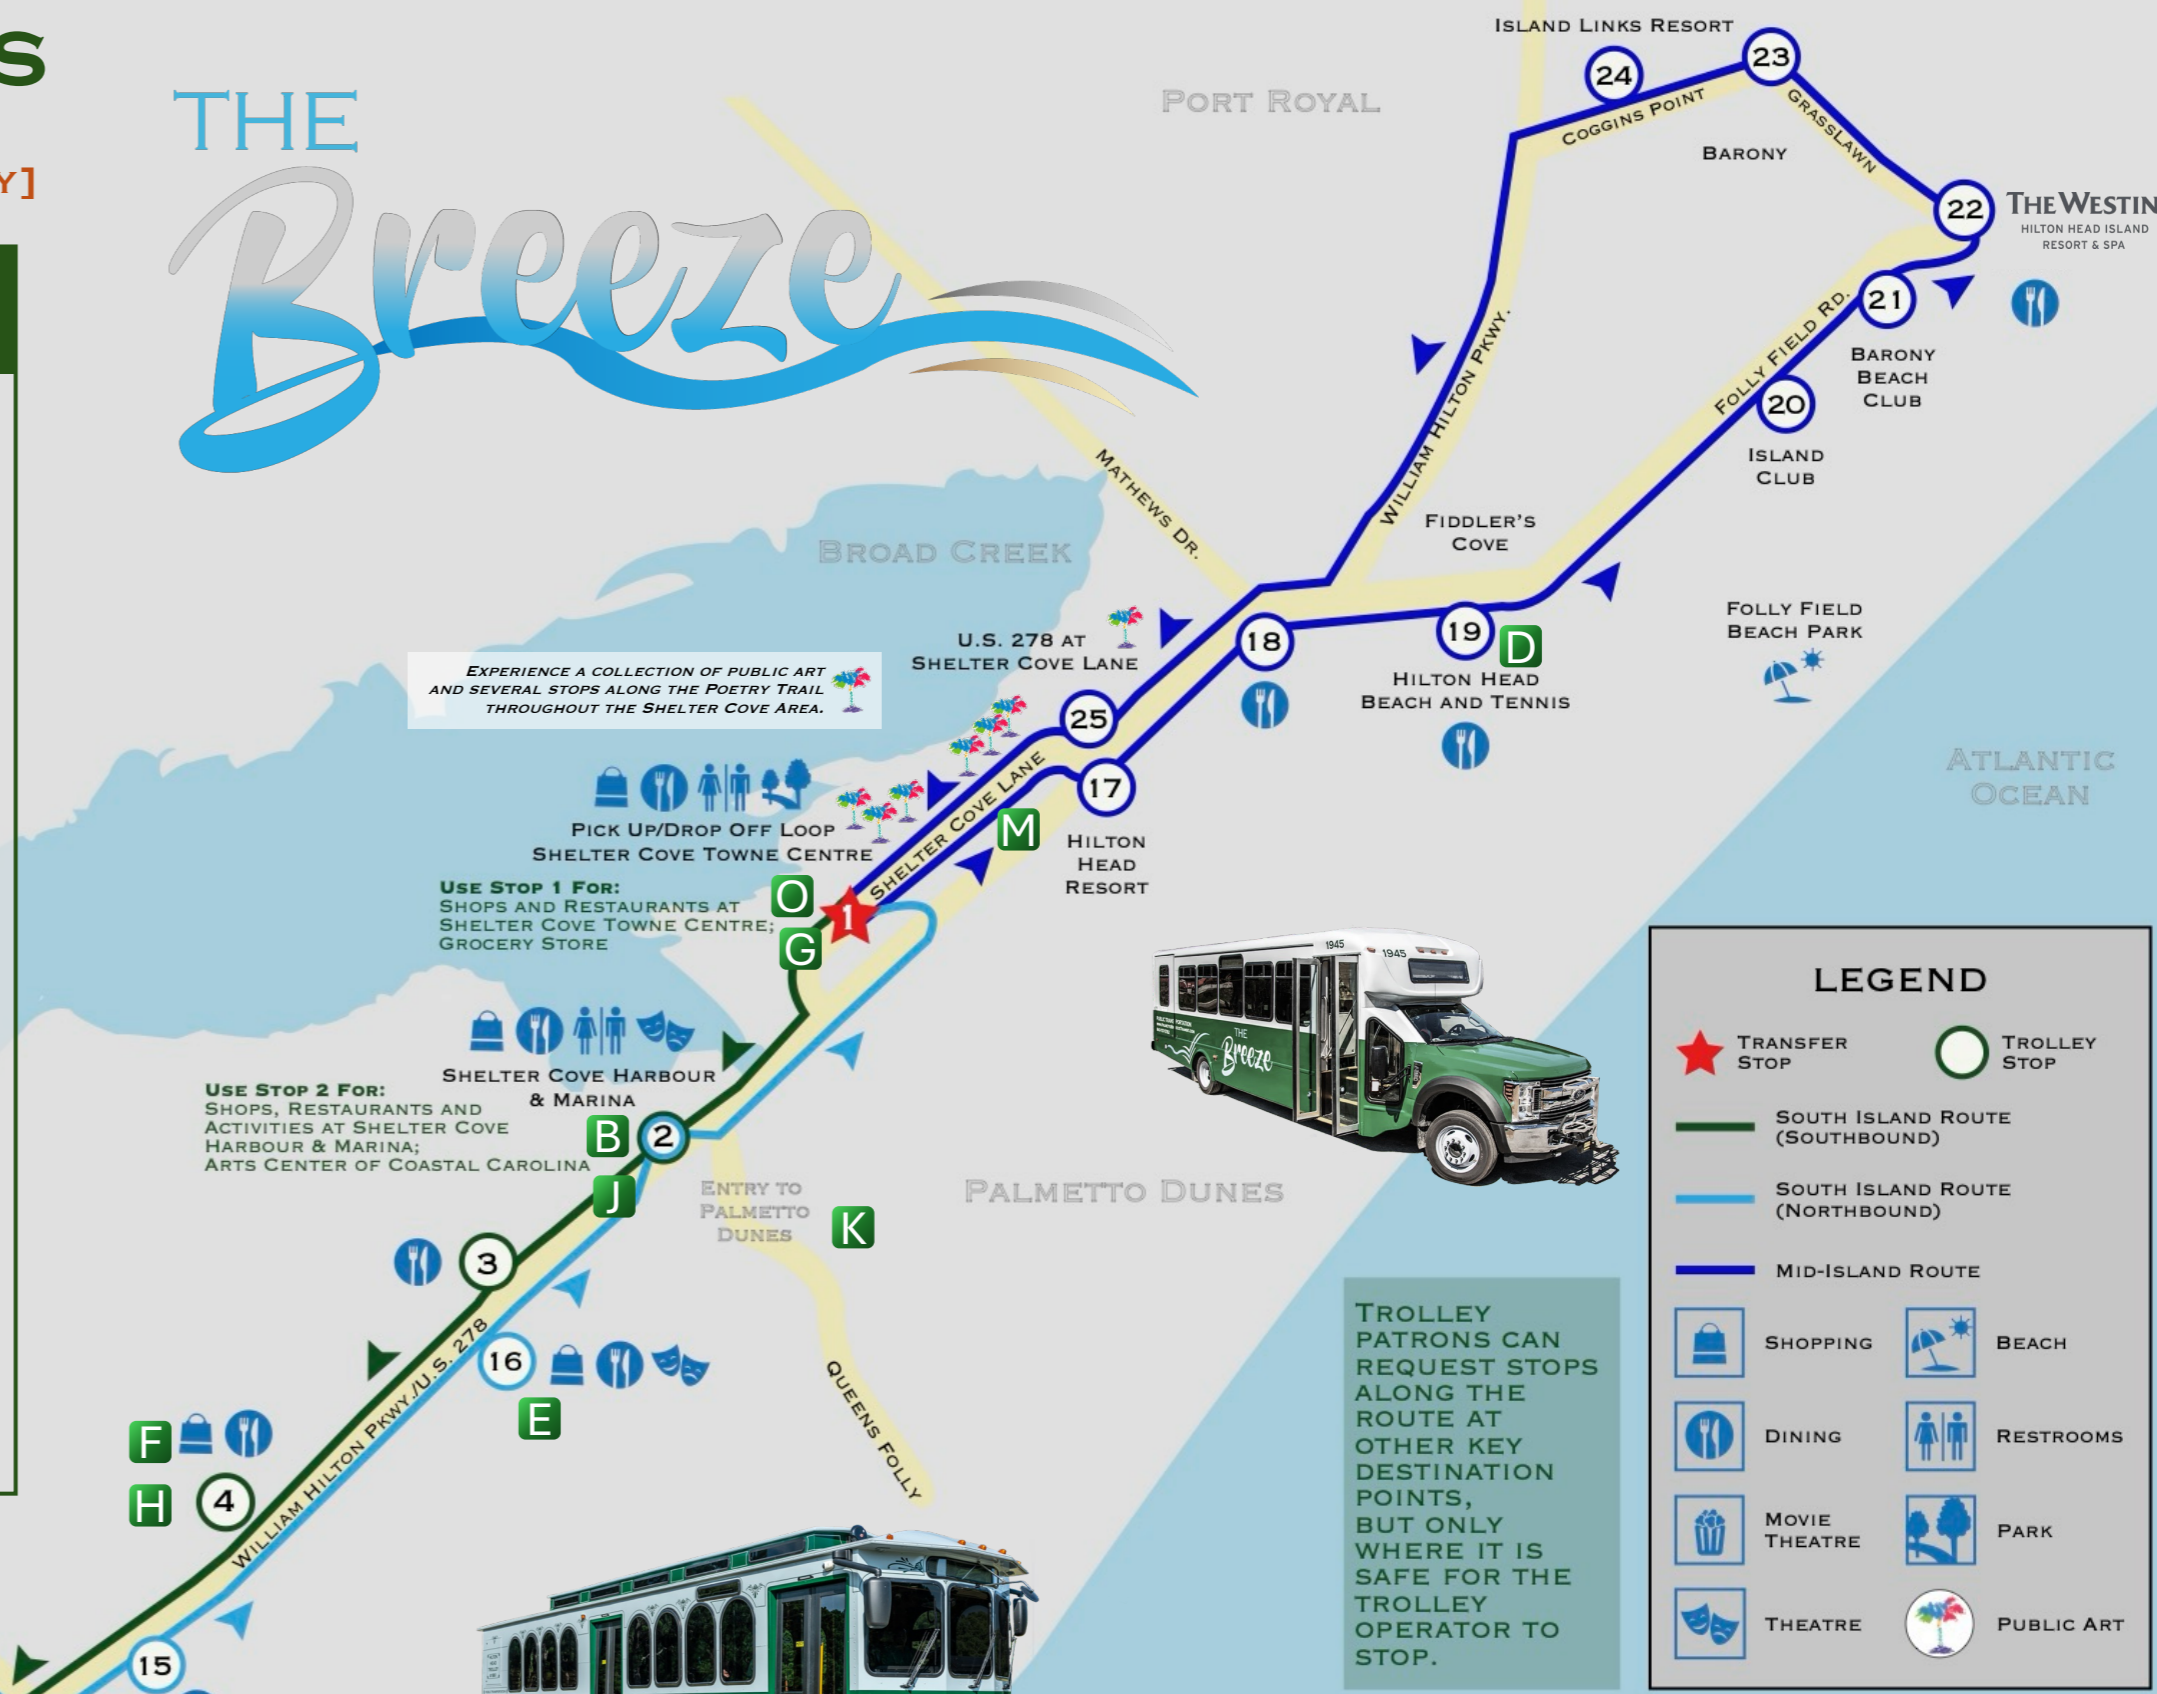 S
Y]
THE
Breeze
PORT ROYAL
ISLAND LINKS RESORT
24
23
COGGINS POINT
GRASSLAWN
BARONY
22
THE WESTIN
HILTON HEAD ISLAND
RESORT & SPA
21
FOLLY FIELD RD.
BARONY
BEACH
CLUB
20
ISLAND
CLUB
WILLIAM HILTON PKWY.
MATHEWS DR.
FIDDLER'S
COVE
BROAD CREEK
FOLLY FIELD
BEACH PARK
18
19
D
HILTON HEAD
BEACH AND TENNIS
U.S. 278 AT
SHELTER COVE LANE
EXPERIENCE A COLLECTION OF PUBLIC ART
AND SEVERAL STOPS ALONG THE POETRY TRAIL
THROUGHOUT THE SHELTER COVE AREA.
25
17
SHELTER COVE LANE
M
HILTON
HEAD
RESORT
ATLANTIC
OCEAN
PICK UP/DROP OFF LOOP
SHELTER COVE TOWNE CENTRE
USE STOP 1 FOR:
SHOPS AND RESTAURANTS AT
SHELTER COVE TOWNE CENTRE;
GROCERY STORE
O
1
G
SHELTER COVE HARBOUR
& MARINA
USE STOP 2 FOR:
SHOPS, RESTAURANTS AND
ACTIVITIES AT SHELTER COVE
HARBOUR & MARINA;
ARTS CENTER OF COASTAL CAROLINA
B
2
J
ENTRY TO
PALMETTO
DUNES
K
PALMETTO DUNES
3
16
E
WILLIAM HILTON PKWY./U.S. 278
QUEENS FOLLY
F
H
4
15
1945
1945
THE
Breeze
TROLLEY
PATRONS CAN
REQUEST STOPS
ALONG THE
ROUTE AT
OTHER KEY
DESTINATION
POINTS,
BUT ONLY
WHERE IT IS
SAFE FOR THE
TROLLEY
OPERATOR TO
STOP.
LEGEND
TRANSFER
STOP
TROLLEY
STOP
SOUTH ISLAND ROUTE
(SOUTHBOUND)
SOUTH ISLAND ROUTE
(NORTHBOUND)
MID-ISLAND ROUTE
SHOPPING
BEACH
DINING
RESTROOMS
MOVIE
THEATRE
PARK
THEATRE
PUBLIC ART